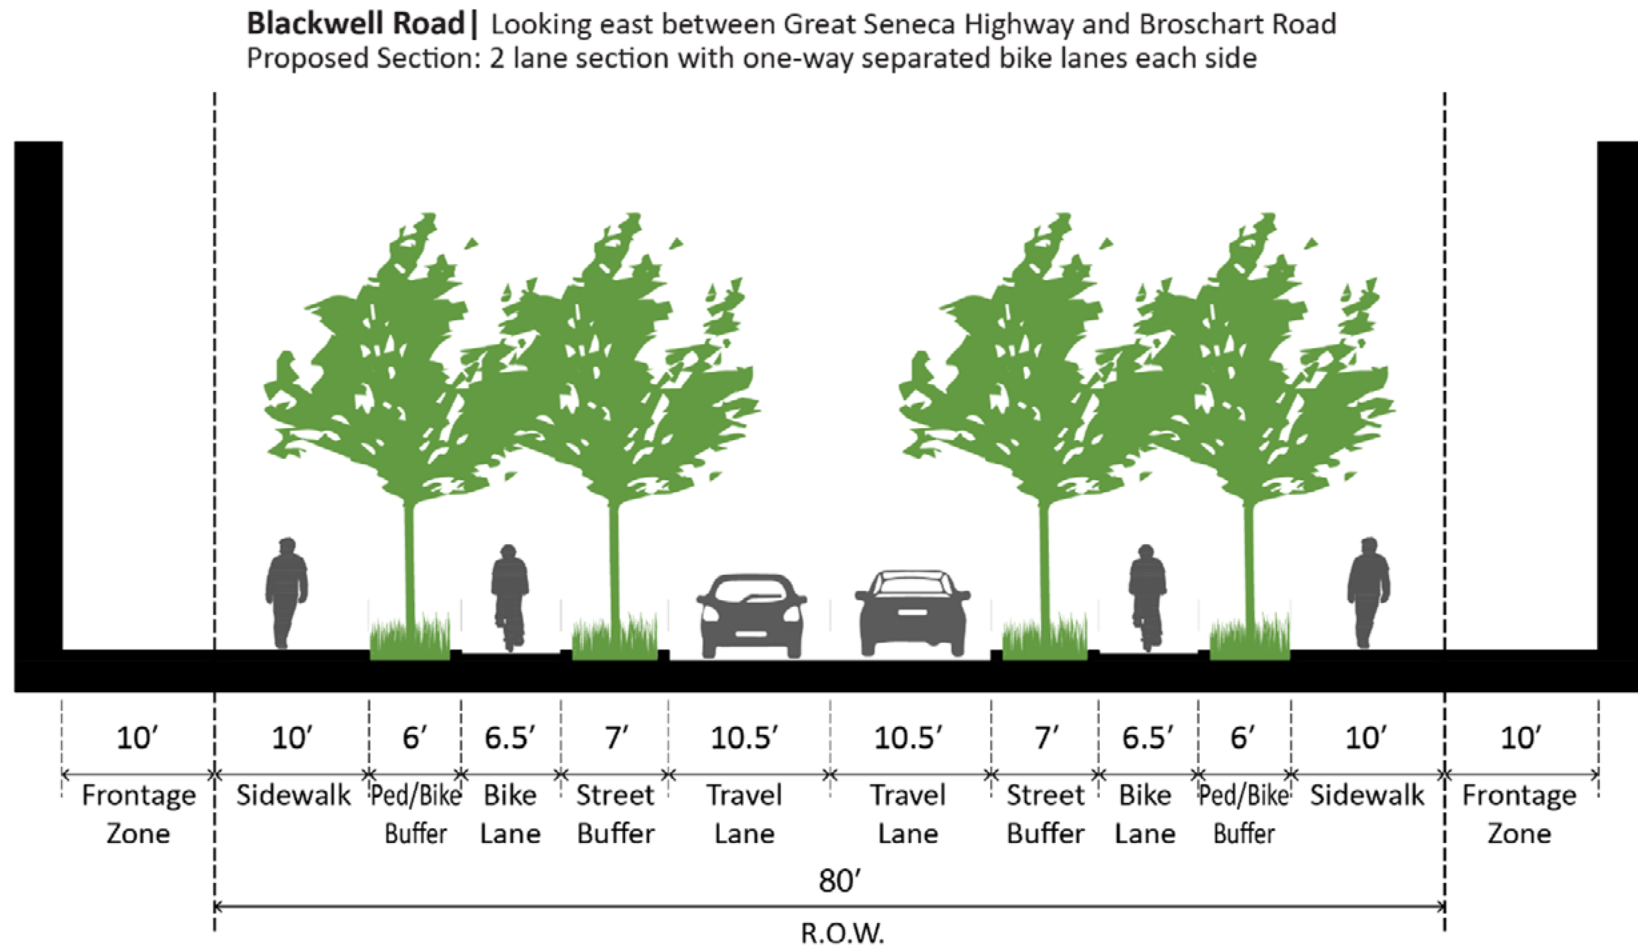 Blackwell Road| Looking east between Great Seneca Highway and Broschart Road
Proposed Section: 2 lane section with one-way separated bike lanes each side
10′ 10′ 6′ 6.5′ 7′ 10.5′ 10.5′ 7′ 6.5′ 6′ 10′ 10′
Frontage Sidewalk Ped/Bike Bike Street Travel Travel Street Bike Ped/Bike Sidewalk Frontage
Zone Buffer Lane Buffer Lane Lane Buffer Lane Buffer Zone
80′
R.O.W.